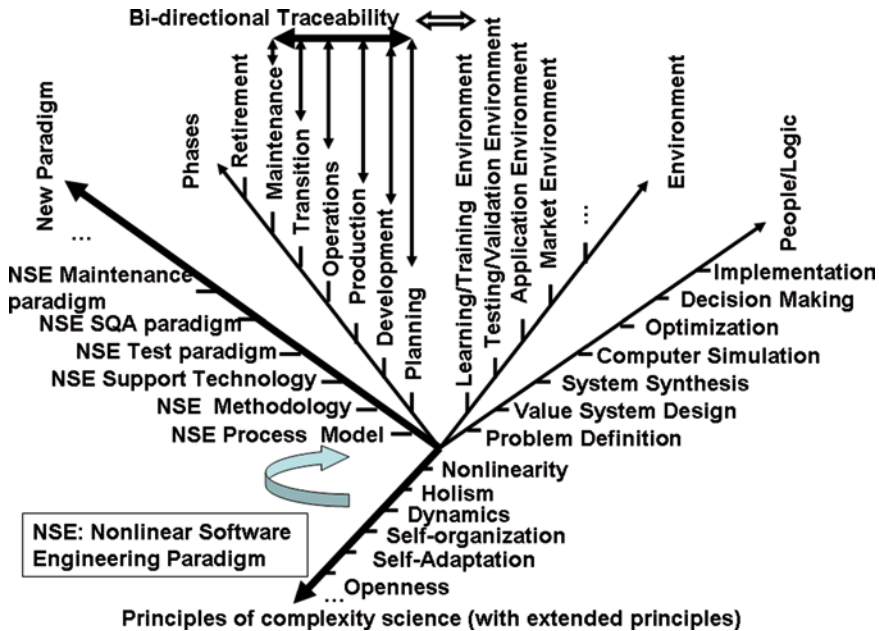 Bi-directional Traceability
New Paradigm
Phases
Retirement
Maintenance
Transition
Operations
Production
Development
Planning
Learning/Training Environment
Testing/Validation Environment
Application Environment
Market Environment
...
Environment
People/Logic
...
NSE Maintenance
paradigm
NSE SQA paradigm
NSE Test paradigm
NSE Support Technology
NSE Methodology
NSE Process Model
Implementation
Decision Making
Optimization
Computer Simulation
System Synthesis
Value System Design
Problem Definition
Nonlinearity
Holism
Dynamics
Self-organization
Self-Adaptation
Openness
...
NSE: Nonlinear Software
Engineering Paradigm
Principles of complexity science (with extended principles)